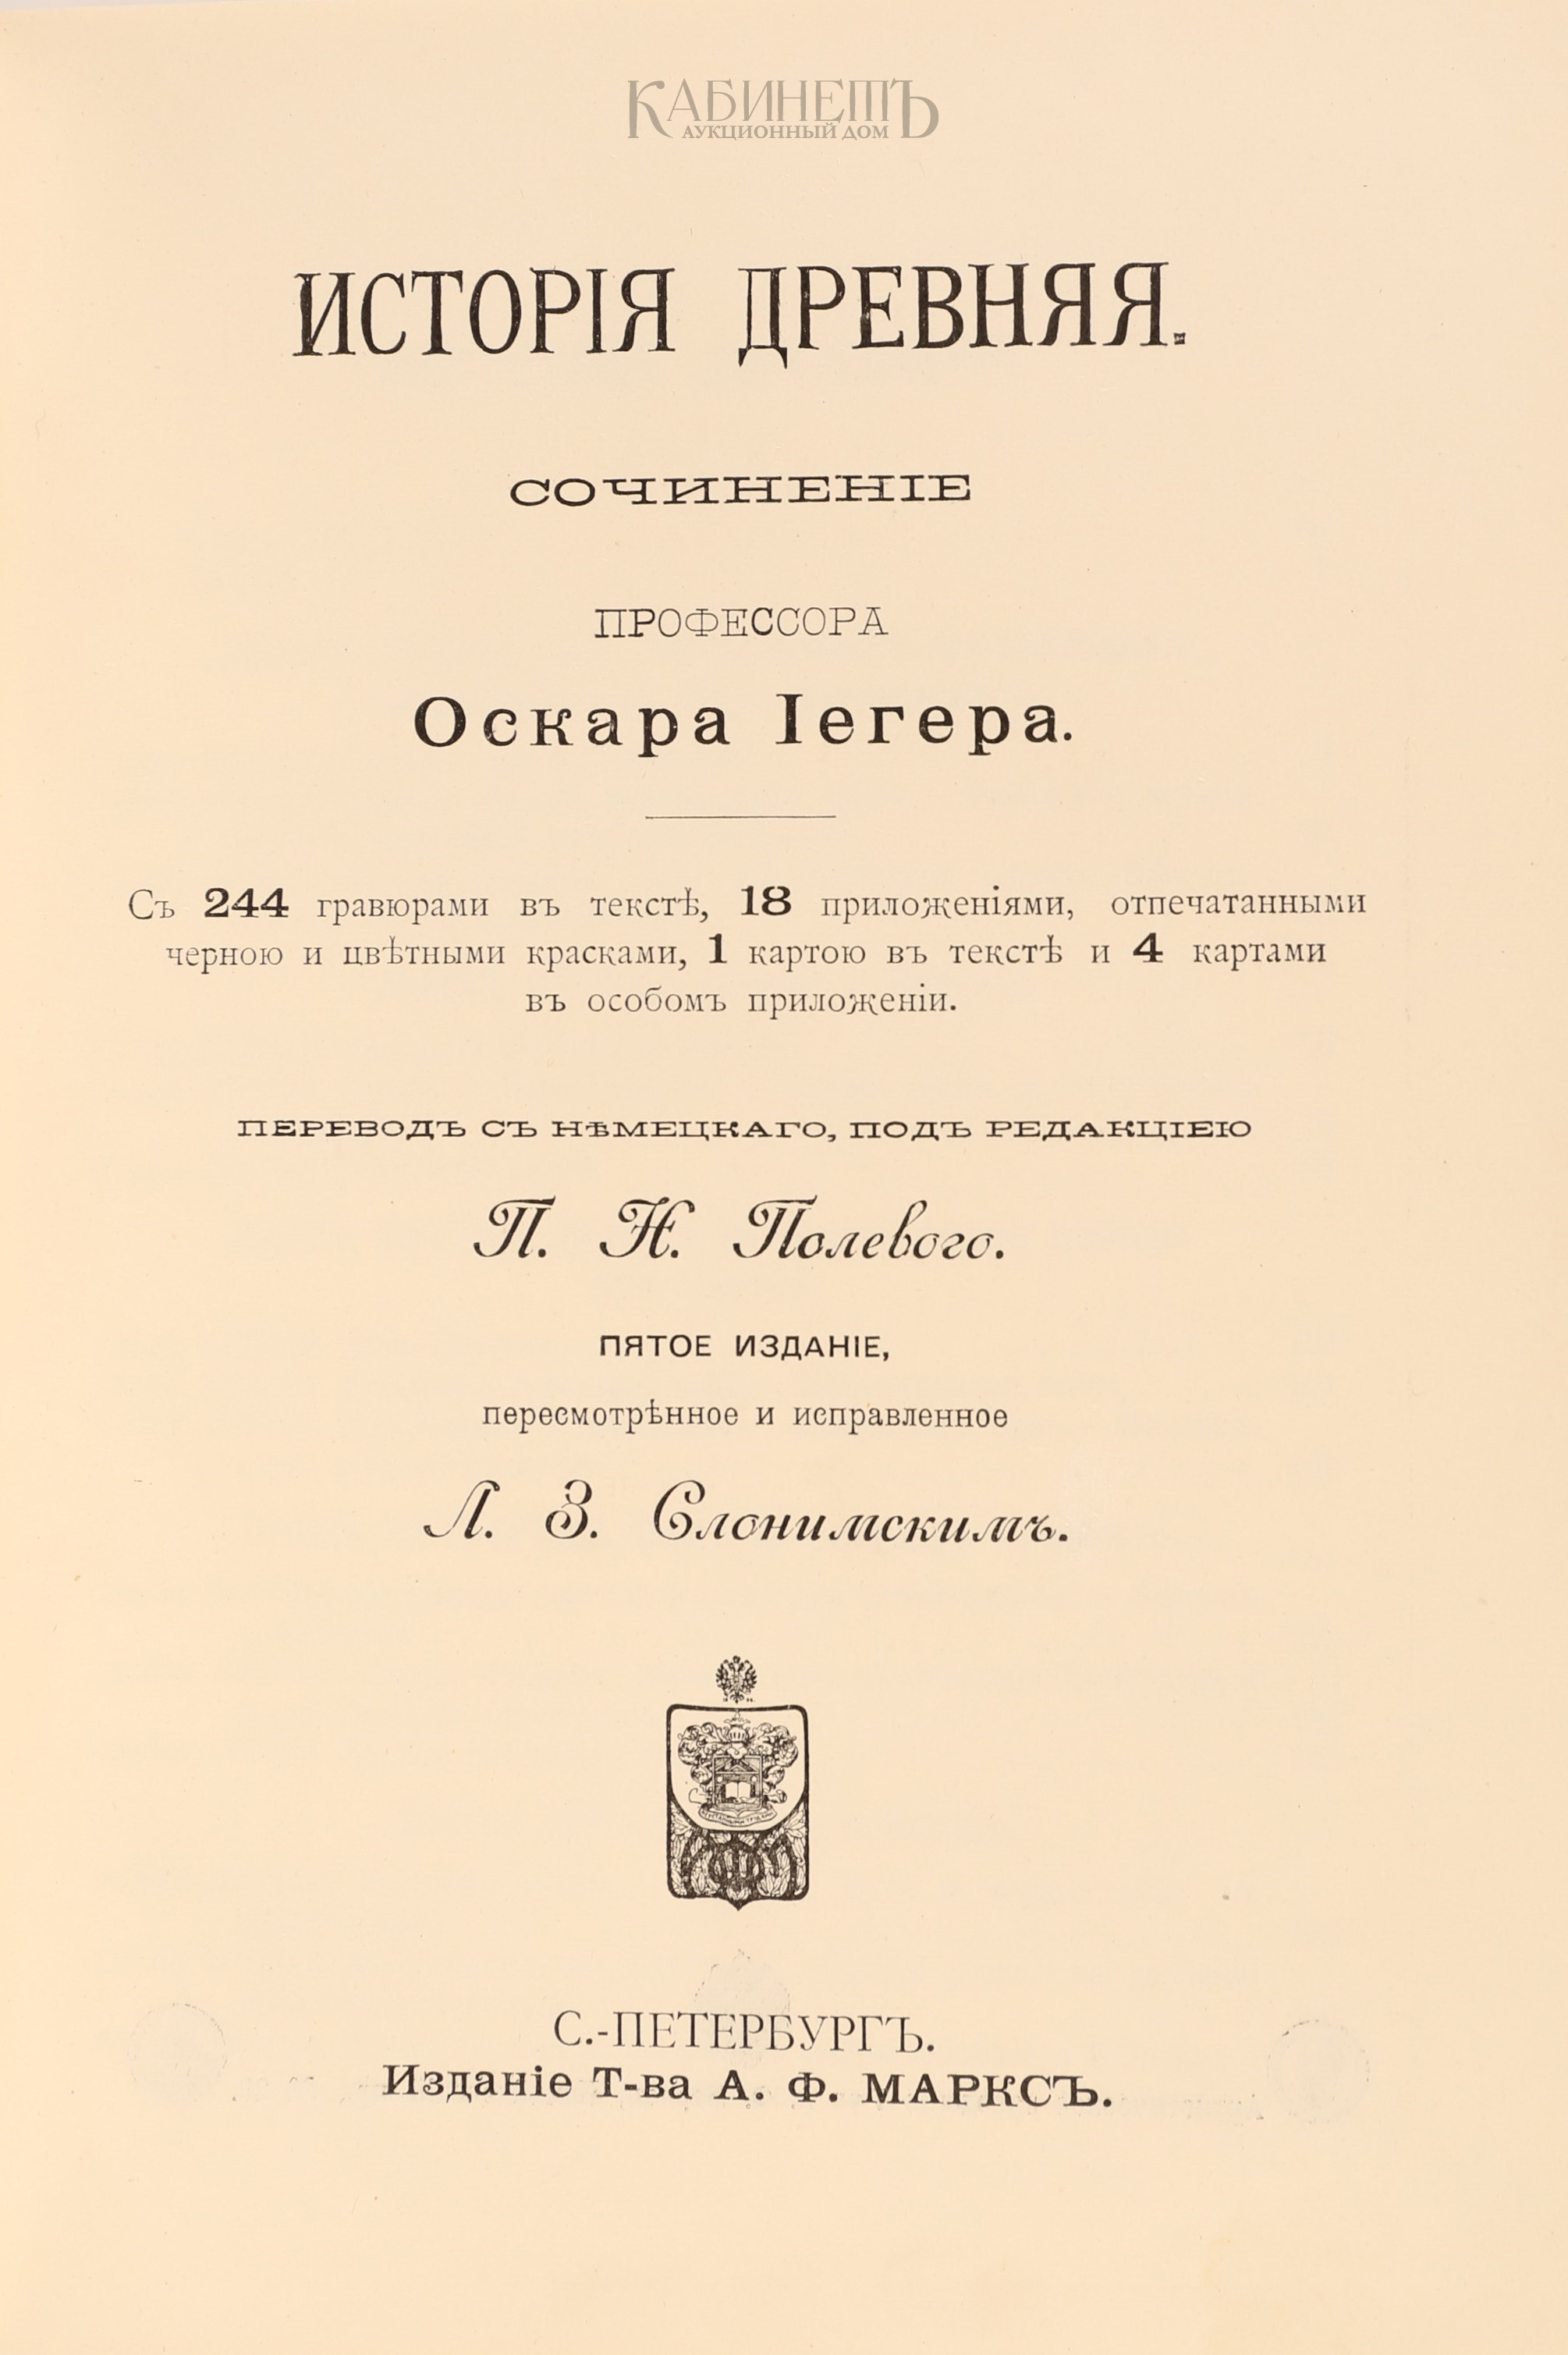 КАБИНЕТЪ
АУКЦИОННЫЙ ДОМ
ИСТОРІЯ ДРЕВНЯЯ.
СОЧИНЕНІЕ
ПРОФЕССОРА
Оскара Іегера.
Съ 244 гравюрами въ текстѣ, 18 приложеніями, отпечатанными
черною и цвѣтными красками, 1 картою въ текстѣ и 4 картами
въ особомъ приложеніи.
ПЕРЕВОДЪ СЪ НѢМЕЦКАГО, ПОДЪ РЕДАКЦІЕЮ
П. Н. Полевого.
ПЯТОЕ ИЗДАНІЕ,
пересмотрѣнное и исправленное
Л. З. Слонимскимъ.
С.-ПЕТЕРБУРГЪ.
Изданіе Т-ва А. Ф. МАРКСЪ.